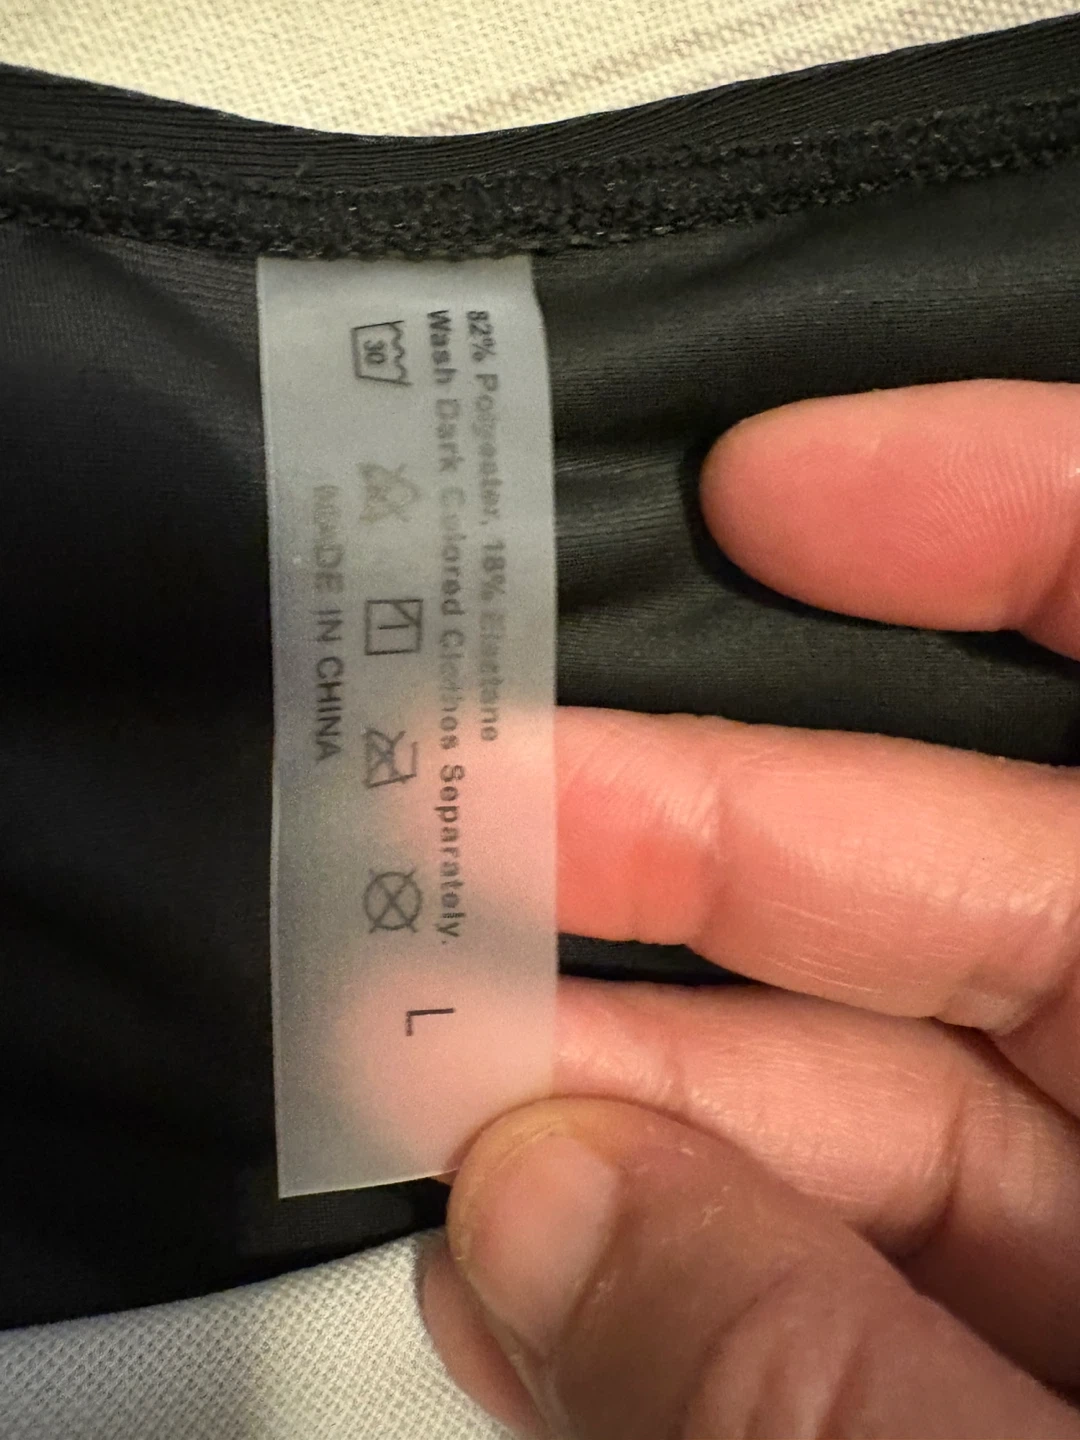 82% Polyester, 18% Elastane
Wash Dark Colored Clothes Separately.
30
L
MADE IN CHINA